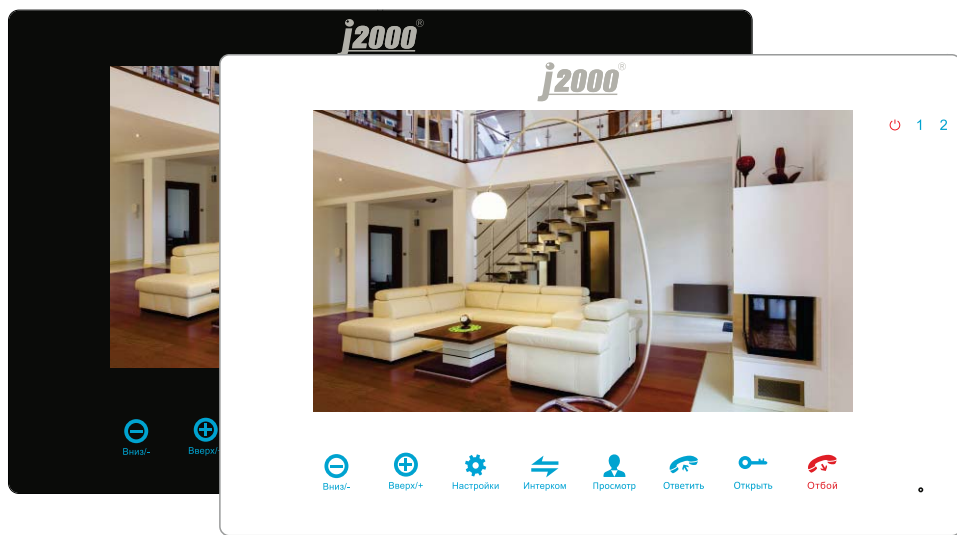 j2000®
j2000®
1 2
Вниз/- Вверх/
Вниз/- Вверх/+ Настройки Интерком Просмотр Ответить Открыть Отбой